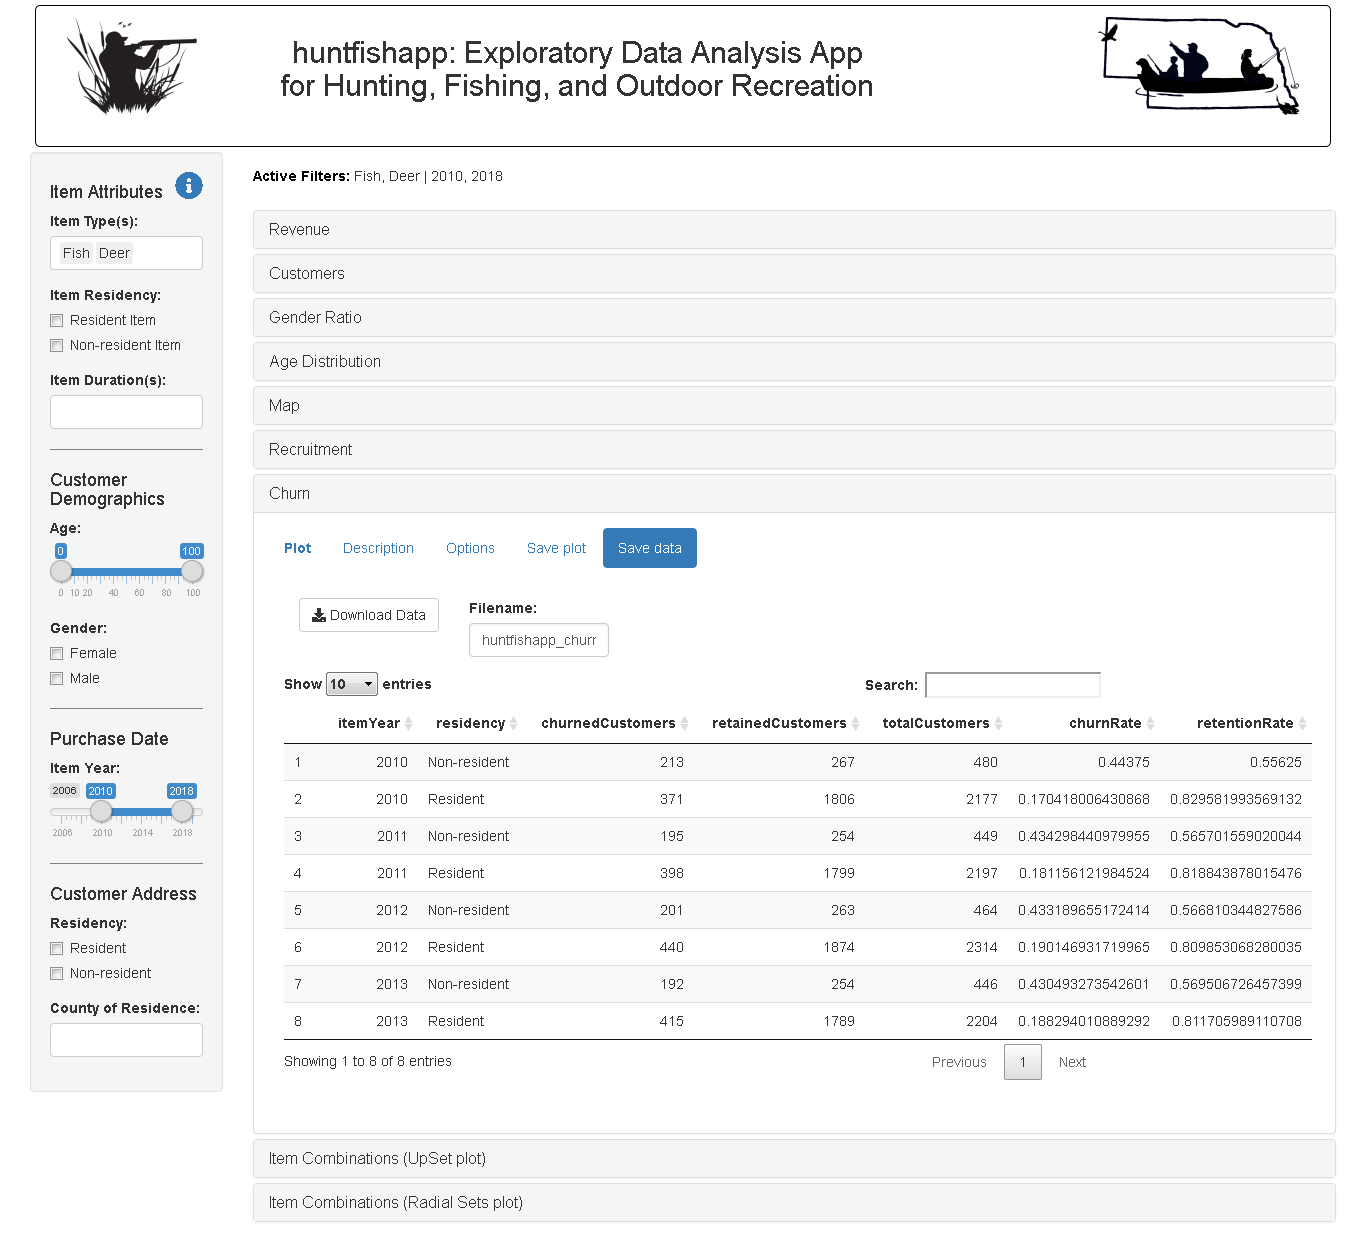 huntfishapp: Exploratory Data Analysis App
for Hunting, Fishing, and Outdoor Recreation
Item Attributes
Item Type(s):
Fish Deer
Item Residency:
Resident Item
Non-resident Item
Item Duration(s):
Customer
Demographics
Age:
0 100
0 10 20 40 60 80 100
Gender:
Female
Male
Purchase Date
Item Year:
2006 2010 2018
2006 2010 2014 2018
Customer Address
Residency:
Resident
Non-resident
County of Residence:
Active Filters: Fish, Deer | 2010, 2018
Revenue
Customers
Gender Ratio
Age Distribution
Map
Recruitment
Churn
Plot Description Options Save plot Save data
Download Data
Filename:
huntfishapp_churr
Show 10 entries
Search:
itemYear residency churnedCustomers retainedCustomers totalCustomers churnRate retentionRate
1 2010 Non-resident 213 267 480 0.44375 0.55625
2 2010 Resident 371 1806 2177 0.170418006430868 0.829581993569132
3 2011 Non-resident 195 254 449 0.434298440979955 0.565701559020044
4 2011 Resident 398 1799 2197 0.181156121984524 0.818843878015476
5 2012 Non-resident 201 263 464 0.433189655172414 0.566810344827586
6 2012 Resident 440 1874 2314 0.190146931719965 0.809853068280035
7 2013 Non-resident 192 254 446 0.430493273542601 0.569506726457399
8 2013 Resident 415 1789 2204 0.188294010889292 0.811705989110708
Showing 1 to 8 of 8 entries
Previous 1 Next
Item Combinations (UpSet plot)
Item Combinations (Radial Sets plot)